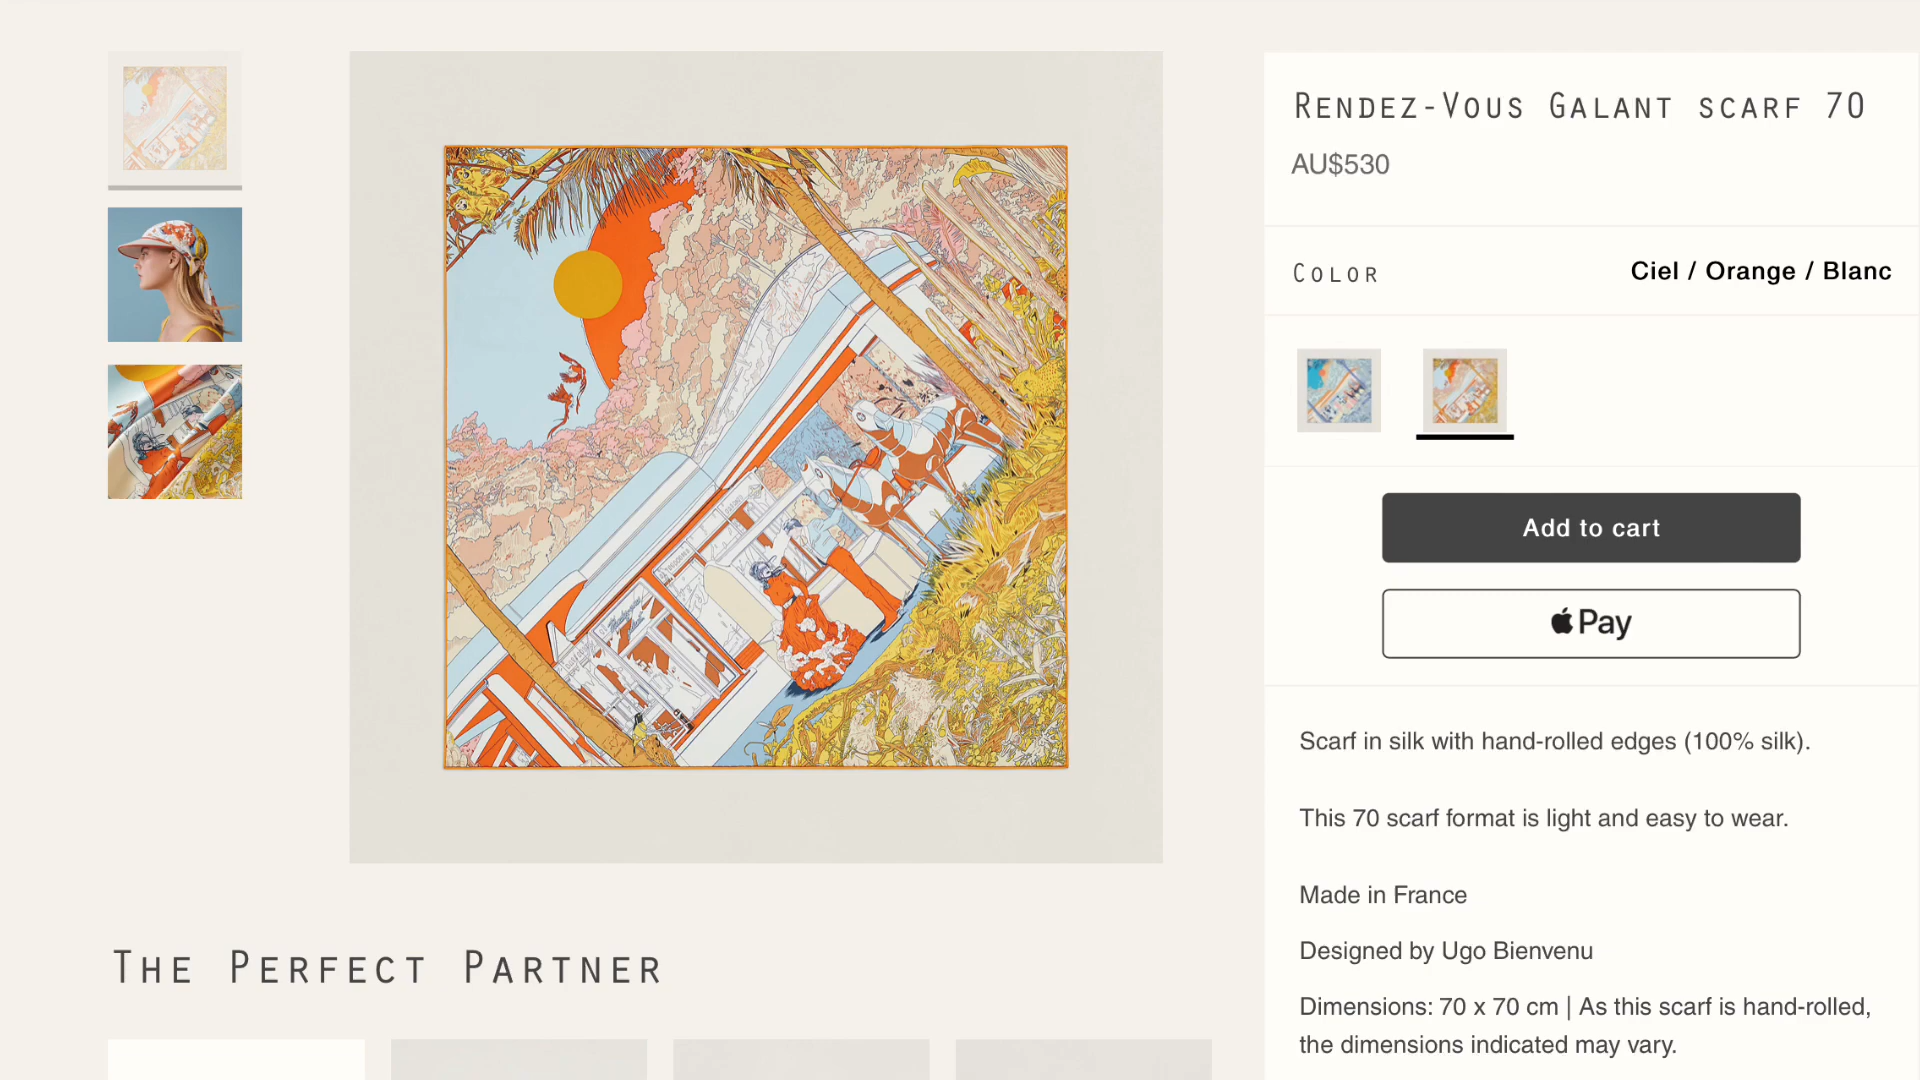 Rendez-Vous Galant scarf 70
AU$530
Color
Ciel / Orange / Blanc
Add to cart
Pay
Scarf in silk with hand-rolled edges (100% silk).
This 70 scarf format is light and easy to wear.
Made in France
Designed by Ugo Bienvenu
Dimensions: 70 x 70 cm | As this scarf is hand-rolled,
the dimensions indicated may vary.
The Perfect Partner